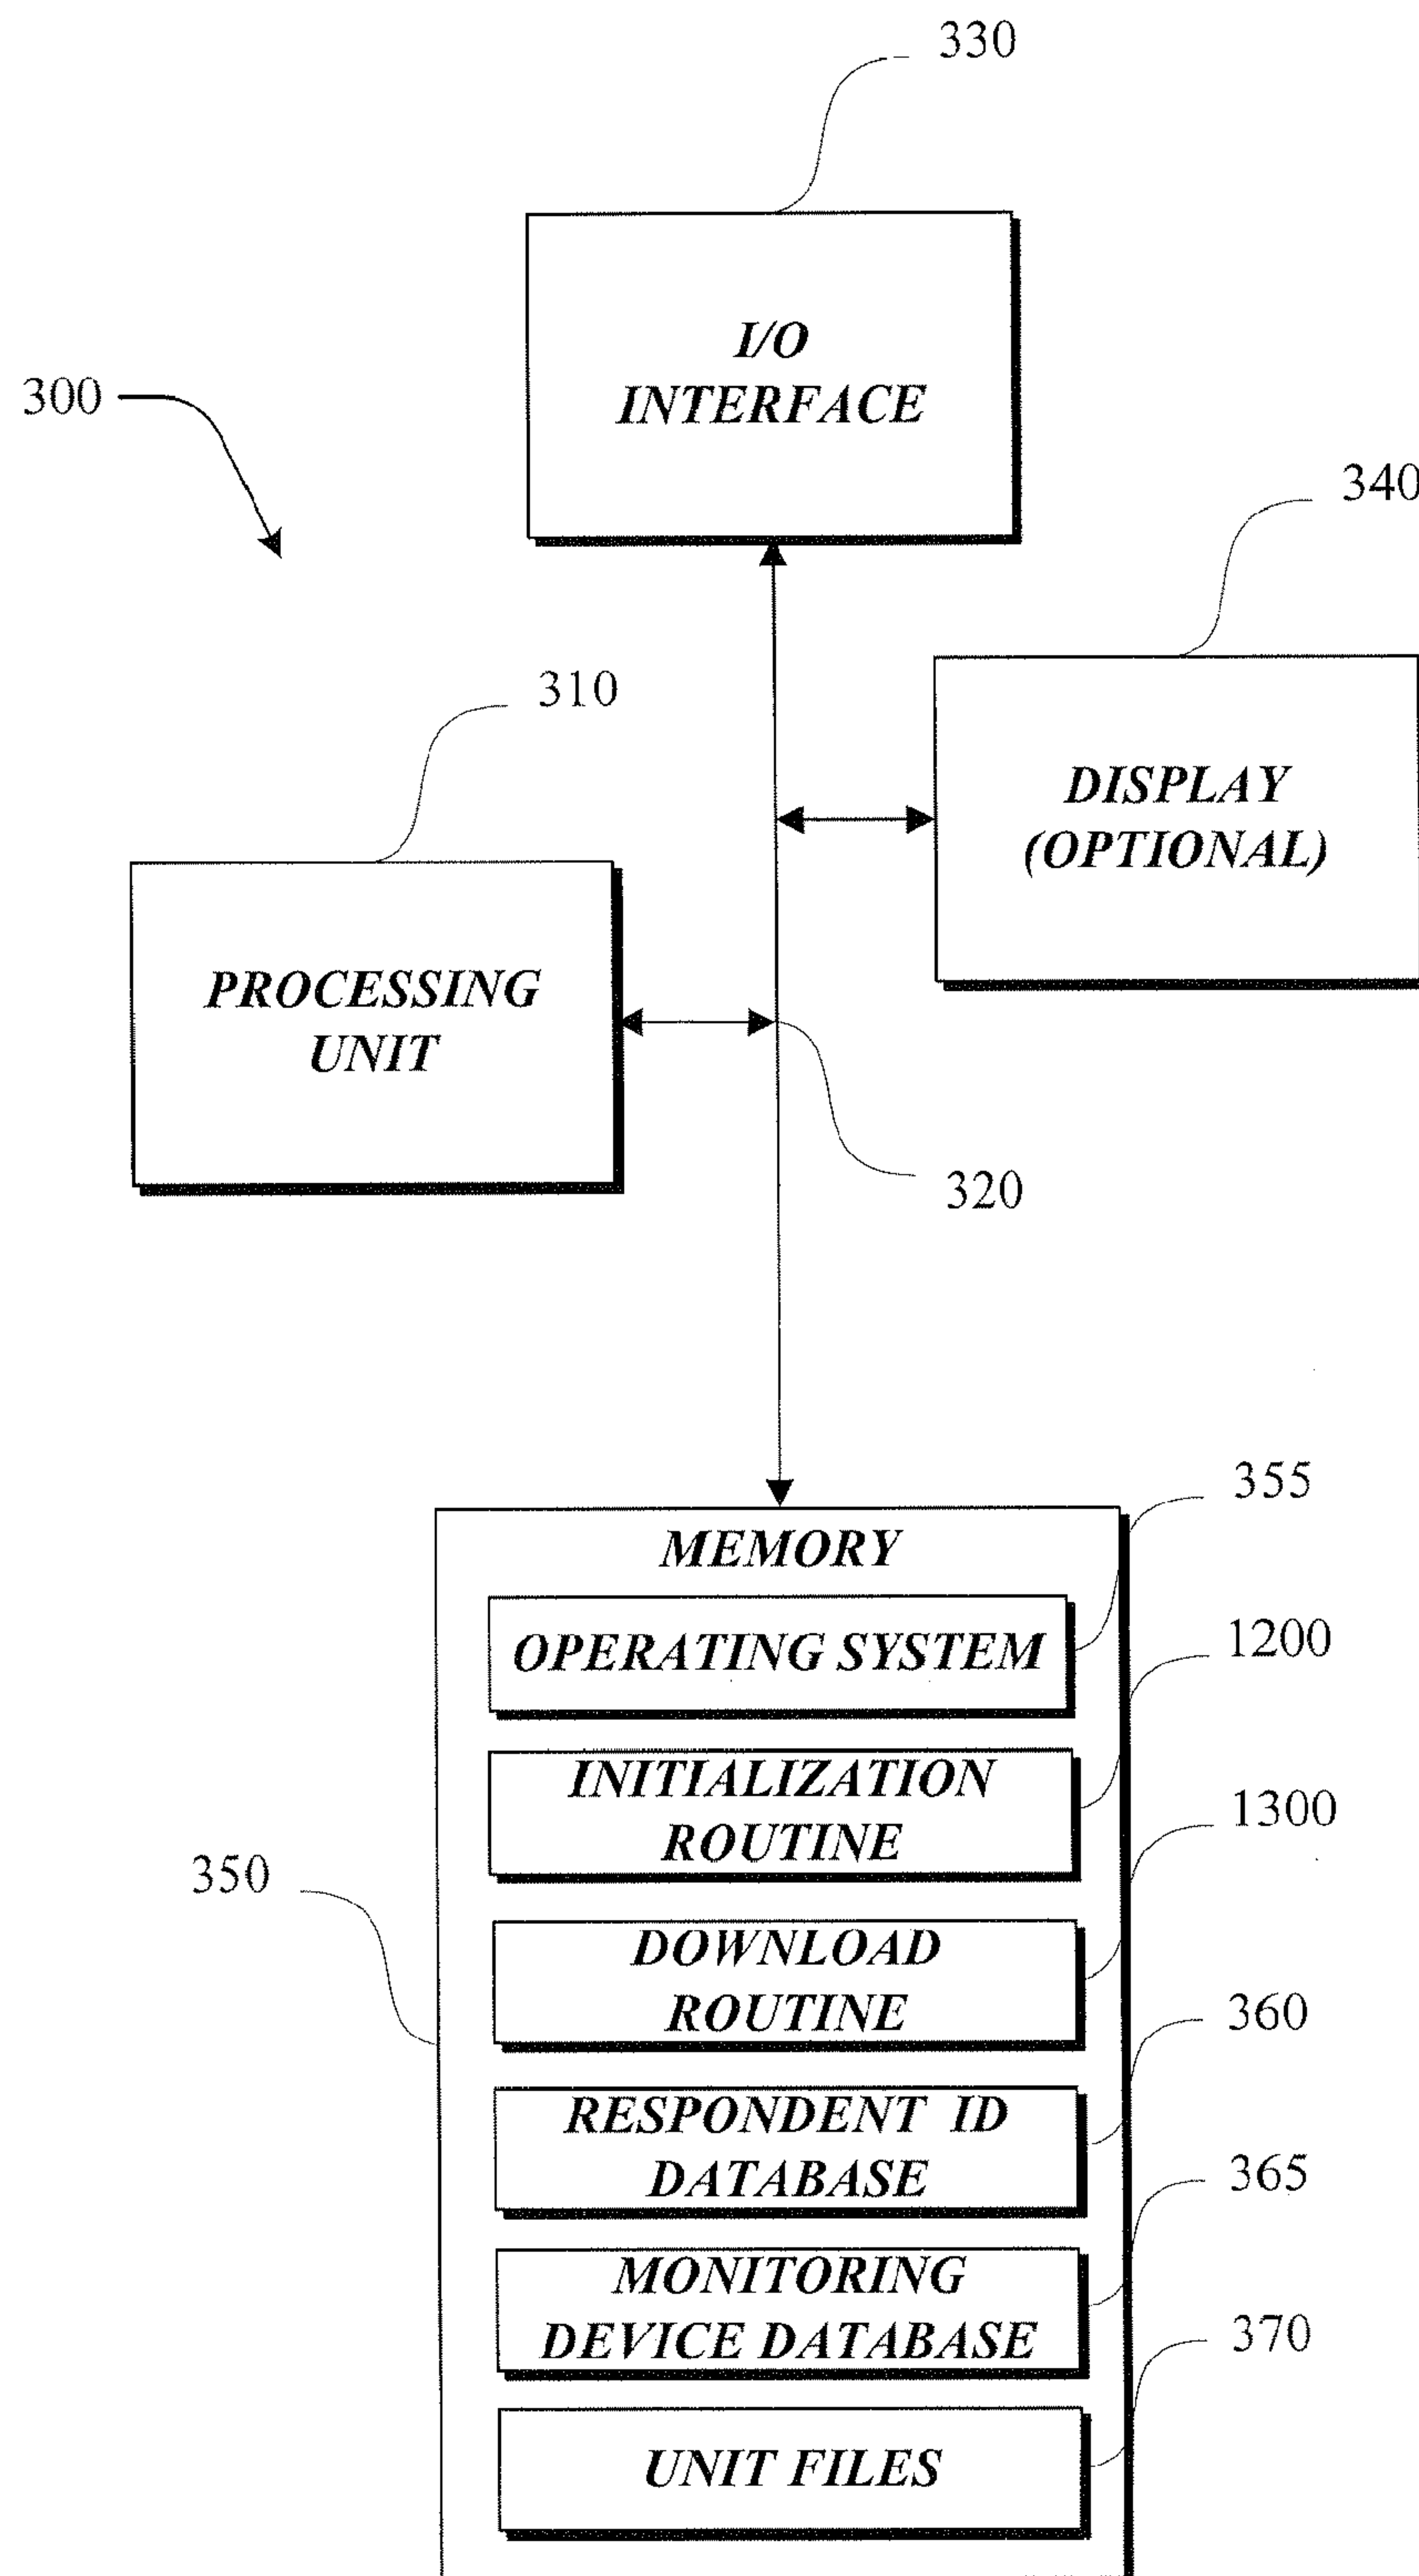 330
I/O
INTERFACE
300
340
310
DISPLAY
(OPTIONAL)
PROCESSING
UNIT
320
355
MEMORY
OPERATING SYSTEM
1200
INITIALIZATION
ROUTINE
1300
350
DOWNLOAD
ROUTINE
360
RESPONDENT ID
DATABASE
365
MONITORING
DEVICE DATABASE
370
UNIT FILES